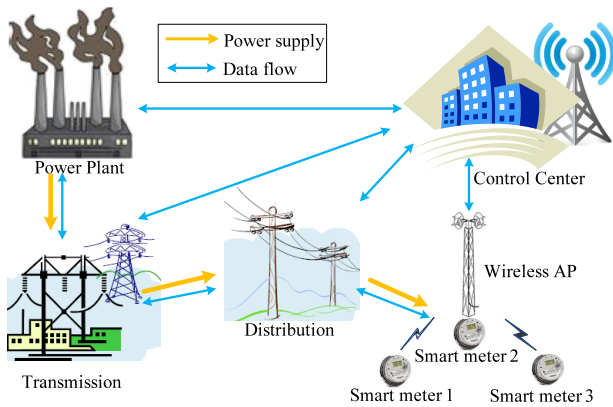 Power supply
Data flow
Power Plant
Control Center
Wireless AP
Distribution
Smart meter 2
Transmission
Smart meter 1
Smart meter 3